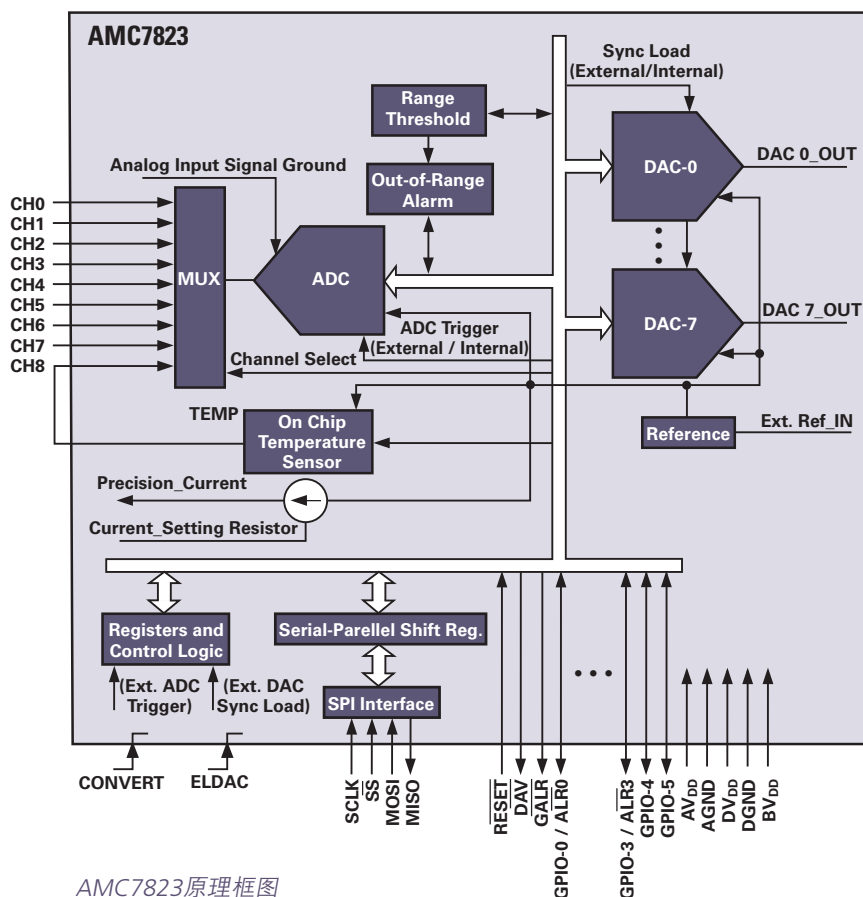 AMC7823
Sync Load
(External/Internal)
Range
Threshold
Analog Input Signal Ground
Out-of-Range
Alarm
DAC-0
DAC 0_OUT
CH0
CH1
CH2
CH3
CH4
CH5
CH6
CH7
CH8
MUX
ADC
DAC-7
DAC 7_OUT
ADC Trigger
(External / Internal)
Channel Select
TEMP
On Chip
Temperature
Sensor
Reference
Ext. Ref_IN
Precision_Current
Current_Setting Resistor
Registers and
Control Logic
Serial-Parellel Shift Reg.
(Ext. ADC
Trigger)
(Ext. DAC
Sync Load)
SPI Interface
CONVERT
ELDAC
SCLK
SS
MOSI
MISO
RESET
DAV
GALR
GPIO-0 / ALR0
GPIO-3 / ALR3
GPIO-4
GPIO-5
AVDD
AGND
DVDD
DGND
BVDD
AMC7823原理框图